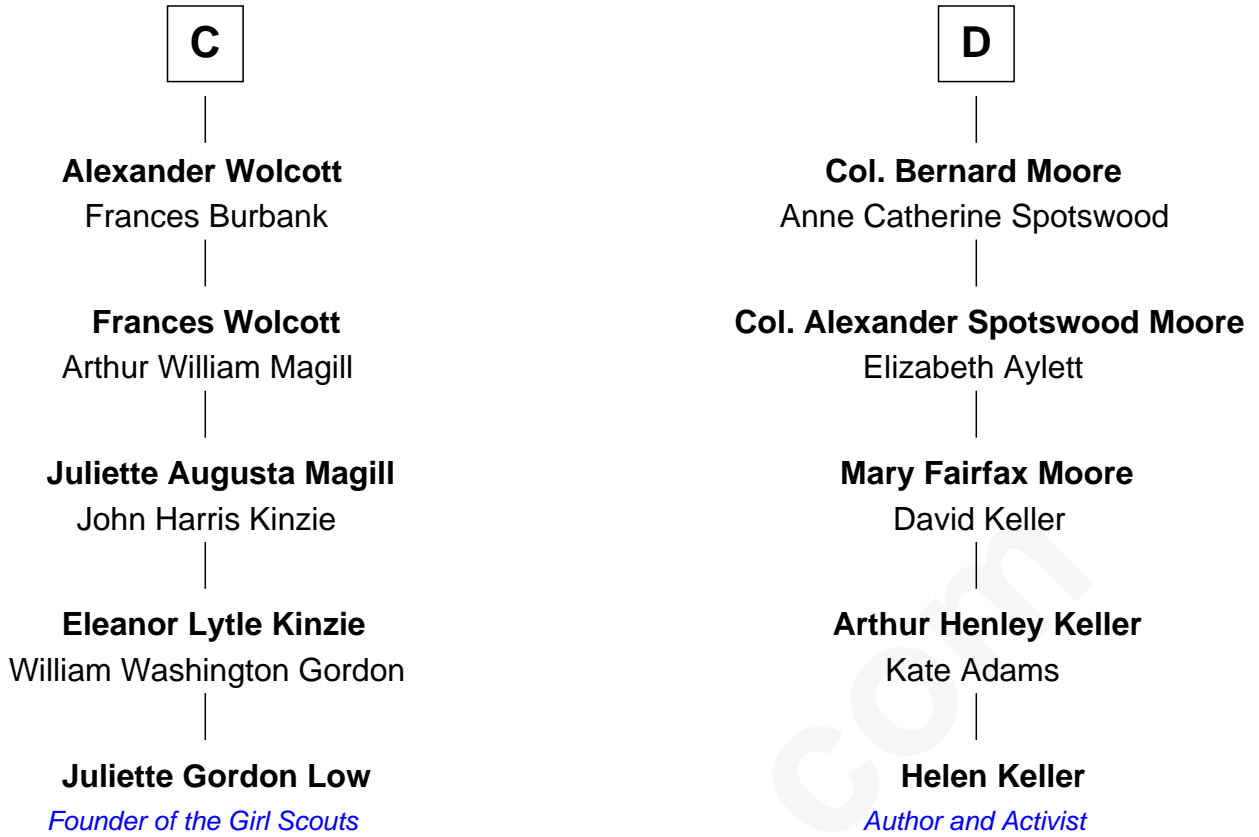 C
Alexander Wolcott
Frances Burbank
Frances Wolcott
Arthur William Magill
Juliette Augusta Magill
John Harris Kinzie
Eleanor Lytle Kinzie
William Washington Gordon
Juliette Gordon Low
Founder of the Girl Scouts
D
Col. Bernard Moore
Anne Catherine Spotswood
Col. Alexander Spotswood Moore
Elizabeth Aylett
Mary Fairfax Moore
David Keller
Arthur Henley Keller
Kate Adams
Helen Keller
Author and Activist
com